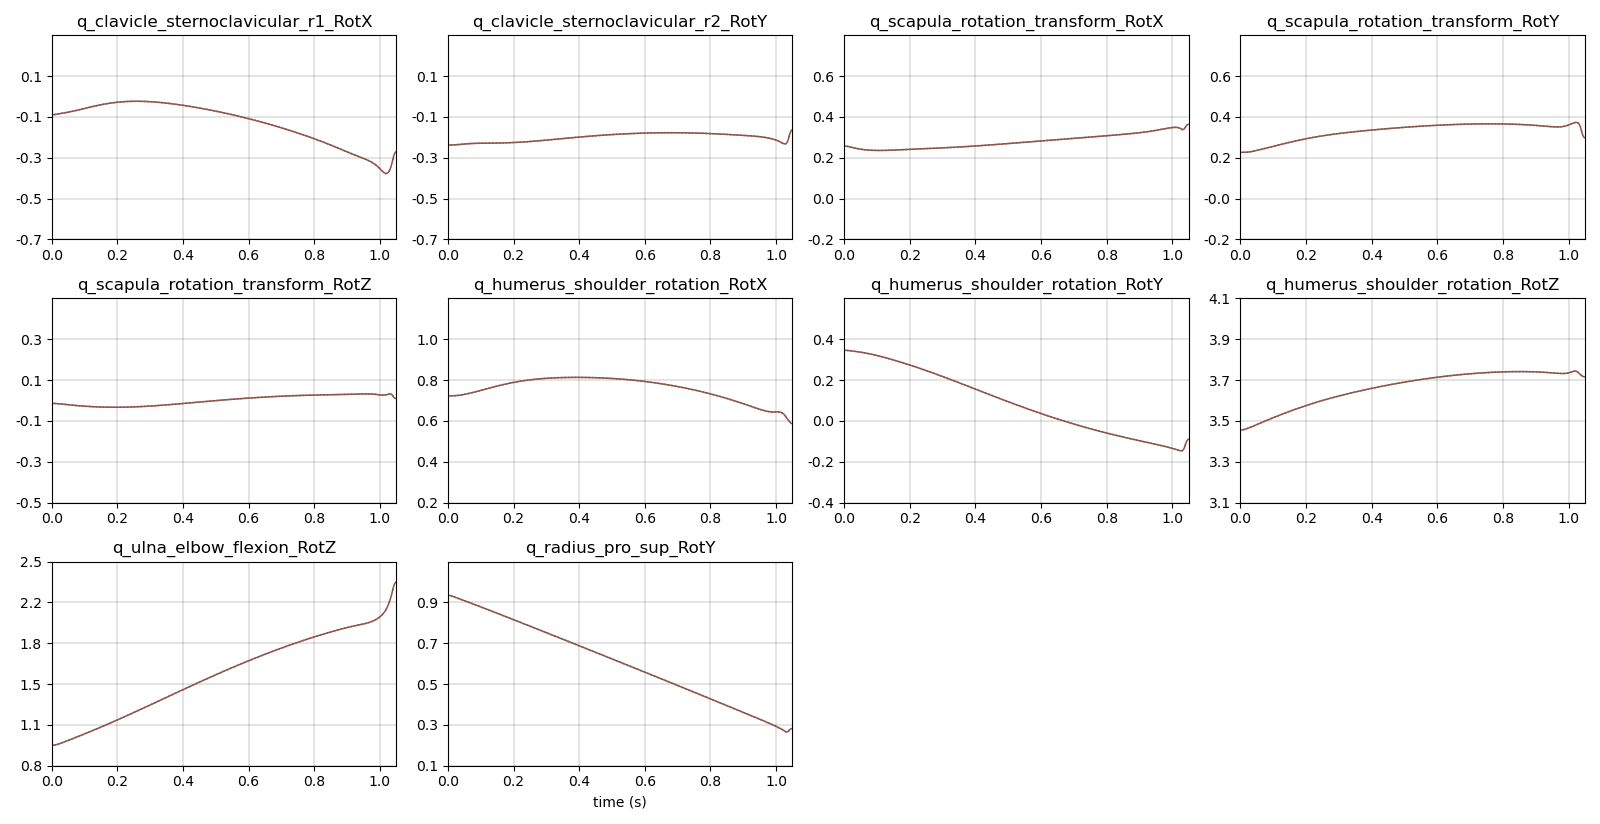 q_clavicle_sternoclavicular_r1_RotX
q_clavicle_sternoclavicular_r2_RotY
q_scapula_rotation_transform_RotX
q_scapula_rotation_transform_RotY
0.1
-0.1
-0.3
-0.5
-0.7
0.0 0.2 0.4 0.6 0.8 1.0
0.1
-0.1
-0.3
-0.5
-0.7
0.0 0.2 0.4 0.6 0.8 1.0
0.6
0.4
0.2
0.0
-0.2
0.0 0.2 0.4 0.6 0.8 1.0
0.6
0.4
0.2
-0.0
-0.2
0.0 0.2 0.4 0.6 0.8 1.0
q_scapula_rotation_transform_RotZ
q_humerus_shoulder_rotation_RotX
q_humerus_shoulder_rotation_RotY
q_humerus_shoulder_rotation_RotZ
0.3
0.1
-0.1
-0.3
-0.5
0.0 0.2 0.4 0.6 0.8 1.0
1.0
0.8
0.6
0.4
0.2
0.0 0.2 0.4 0.6 0.8 1.0
0.4
0.2
0.0
-0.2
-0.4
0.0 0.2 0.4 0.6 0.8 1.0
4.1
3.9
3.7
3.5
3.3
3.1
0.0 0.2 0.4 0.6 0.8 1.0
q_ulna_elbow_flexion_RotZ
q_radius_pro_sup_RotY
2.5
2.2
1.8
1.5
1.1
0.8
0.0 0.2 0.4 0.6 0.8 1.0
0.9
0.7
0.5
0.3
0.1
0.0 0.2 0.4 0.6 0.8 1.0
time (s)